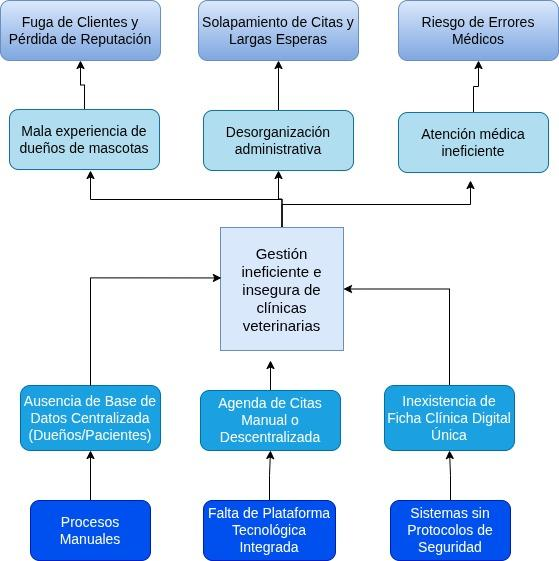 Fuga de Clientes y
Pérdida de Reputación
Solapamiento de Citas y
Largas Esperas
Riesgo de Errores
Médicos
Mala experiencia de
dueños de mascotas
Desorganización
administrativa
Atención médica
ineficiente
Gestión
ineficiente e
insegura de
clínicas
veterinarias
Ausencia de Base de
Datos Centralizada
(Dueños/Pacientes)
Agenda de Citas
Manual o
Descentralizada
Inexistencia de
Ficha Clínica Digital
Única
Procesos
Manuales
Falta de Plataforma
Tecnológica
Integrada
Sistemas sin
Protocolos de
Seguridad